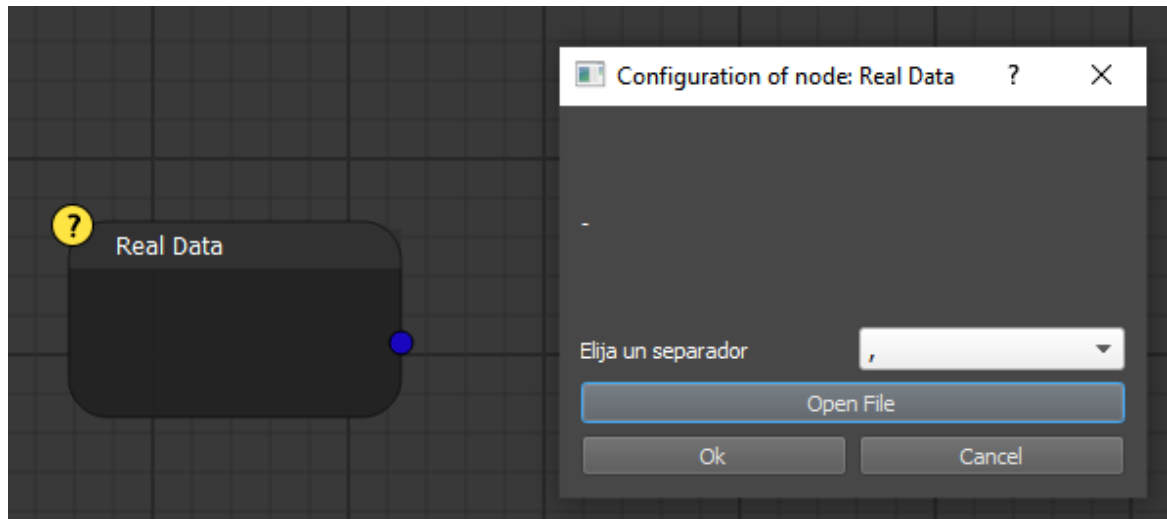 Configuration of node: Real Data ? ×
?
Real Data
-
Elija un separador ,
Open File
Ok Cancel